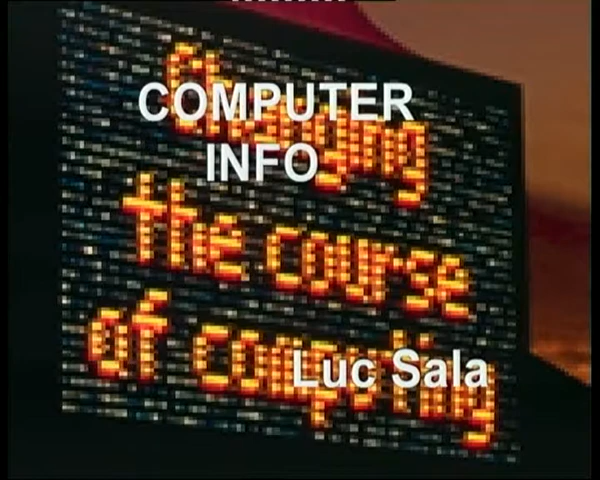 COMPUTER
INFO
Changing
the course
of computing
Luc Sala